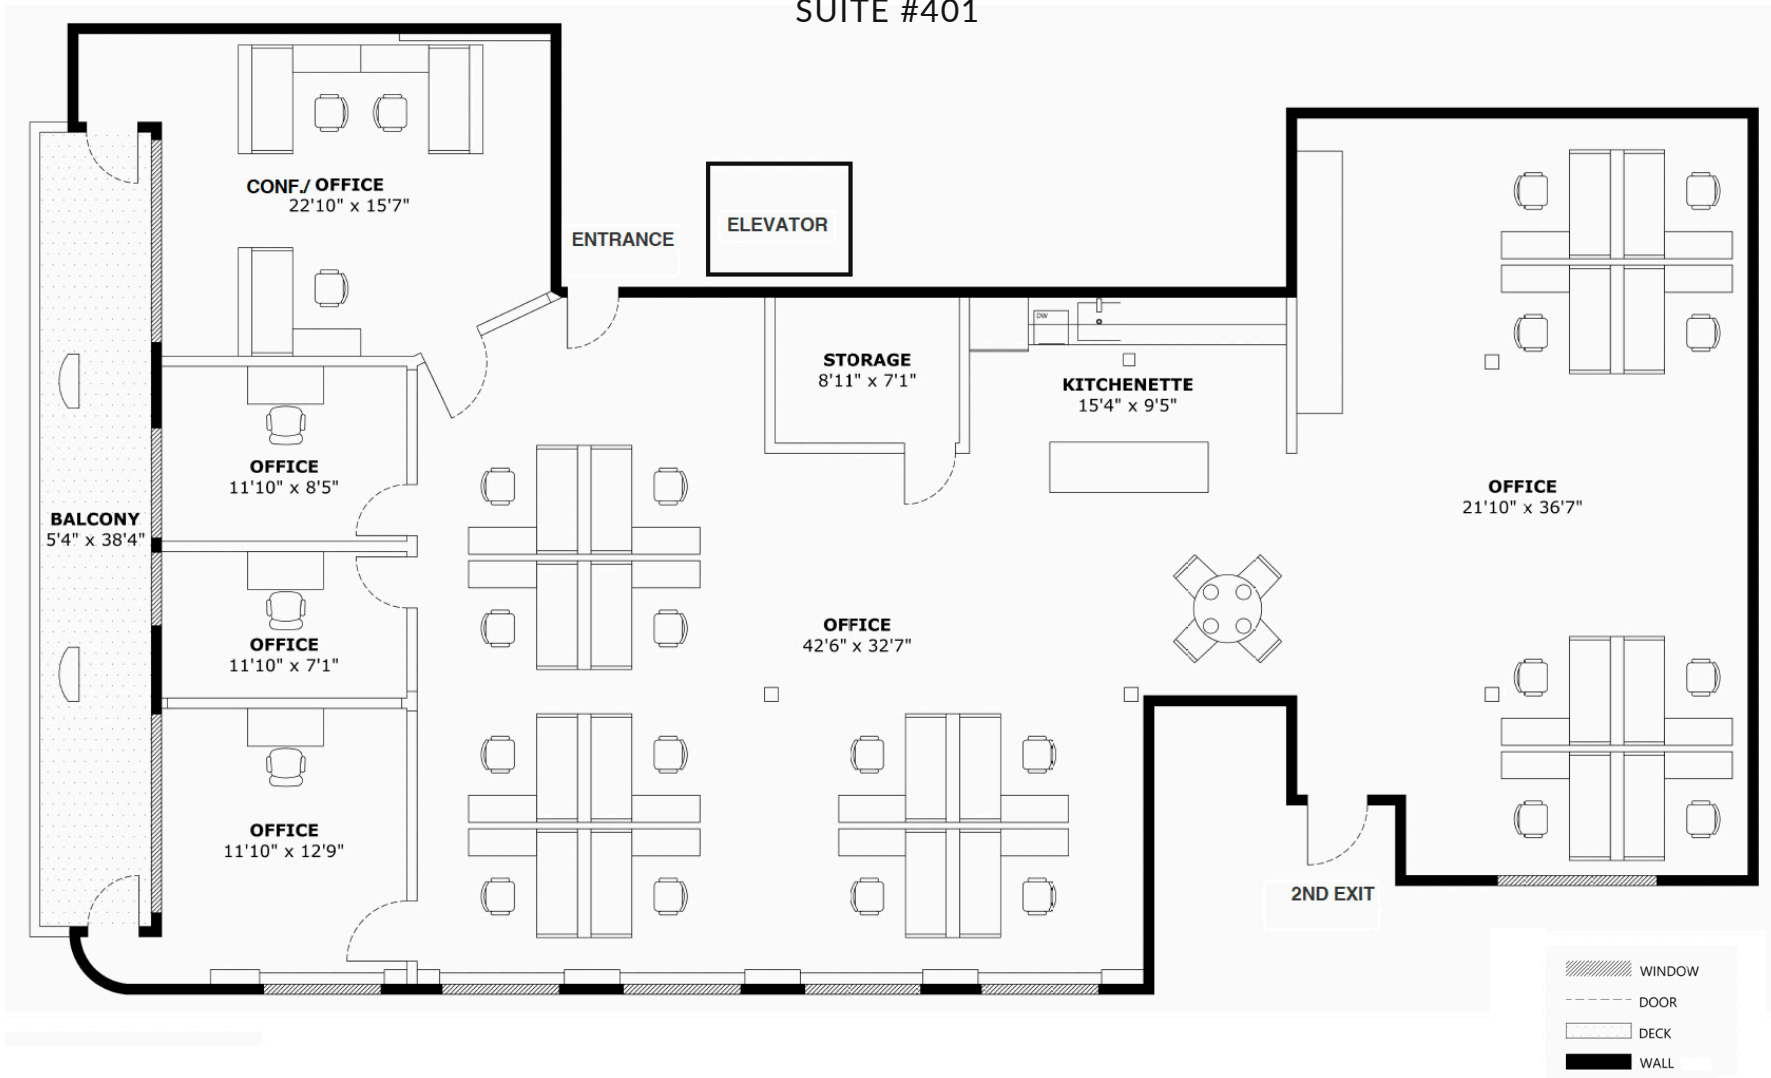 SUITE #401
CONF./ OFFICE
22'10" x 15'7"
ENTRANCE
ELEVATOR
STORAGE
8'11" x 7'1"
DW
KITCHENETTE
15'4" x 9'5"
OFFICE
11'10" x 8'5"
OFFICE
21'10" x 36'7"
BALCONY
5'4" x 38'4"
OFFICE
11'10" x 7'1"
OFFICE
42'6" x 32'7"
OFFICE
11'10" x 12'9"
2ND EXIT
WINDOW
DOOR
DECK
WALL